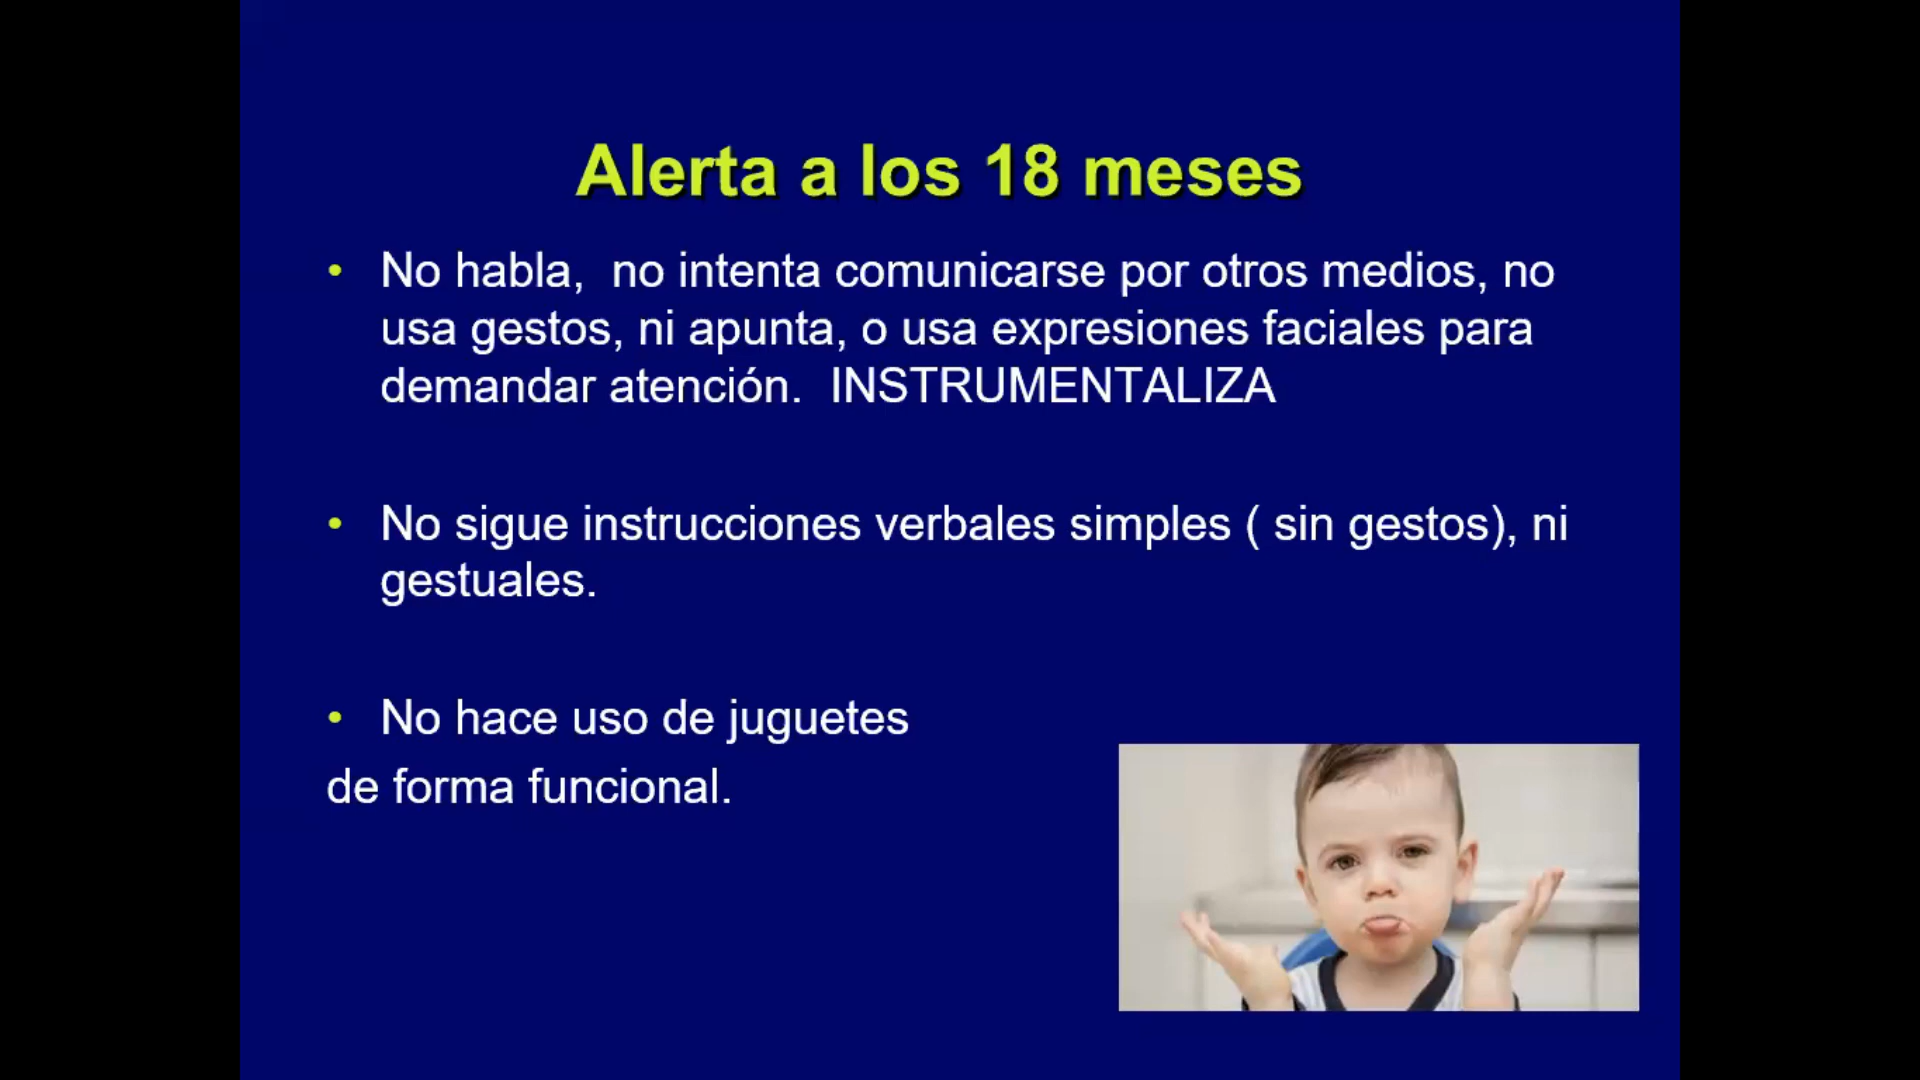 Alerta a los 18 meses
• No habla,  no intenta comunicarse por otros medios, no
usa gestos, ni apunta, o usa expresiones faciales para
demandar atención.  INSTRUMENTALIZA
• No sigue instrucciones verbales simples ( sin gestos), ni
gestuales.
• No hace uso de juguetes
de forma funcional.